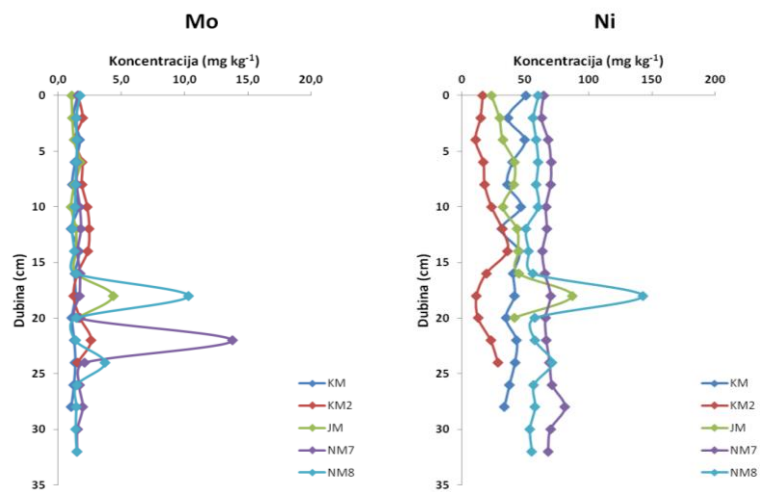 Mo
Koncentracija (mg kg-1)
0,0 5,0 10,0 15,0 20,0
0
5
10
15
20
25
30
35
Dubina (cm)
KM
KM2
JM
NM7
NM8
Ni
Koncentracija (mg kg-1)
0 50 100 150 200
0
5
10
15
20
25
30
35
Dubina (cm)
KM
KM2
JM
NM7
NM8